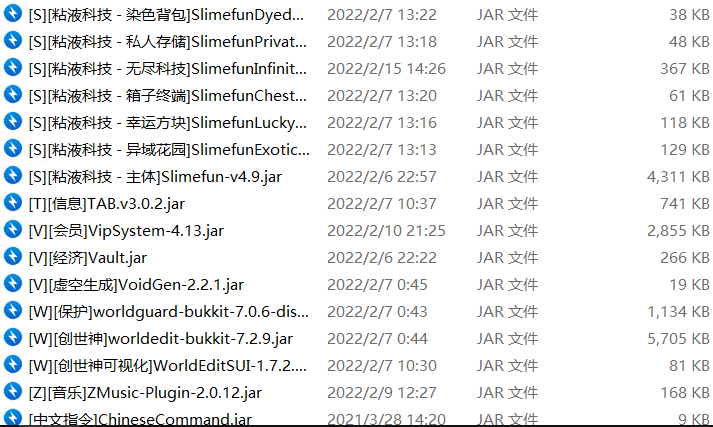 [S][粘液科技 - 染色背包]SlimefunDyed... 2022/2/7 13:22 JAR 文件 38 KB
[S][粘液科技 - 私人存储]SlimefunPrivat... 2022/2/7 13:18 JAR 文件 48 KB
[S][粘液科技 - 无尽科技]SlimefunInfinit... 2022/2/15 14:26 JAR 文件 367 KB
[S][粘液科技 - 箱子终端]SlimefunChest... 2022/2/7 13:20 JAR 文件 61 KB
[S][粘液科技 - 幸运方块]SlimefunLucky... 2022/2/7 13:16 JAR 文件 118 KB
[S][粘液科技 - 异域花园]SlimefunExotic... 2022/2/7 13:13 JAR 文件 129 KB
[S][粘液科技 - 主体]Slimefun-v4.9.jar 2022/2/6 22:57 JAR 文件 4,311 KB
[T][信息]TAB.v3.0.2.jar 2022/2/7 10:37 JAR 文件 741 KB
[V][会员]VipSystem-4.13.jar 2022/2/10 21:25 JAR 文件 2,855 KB
[V][经济]Vault.jar 2022/2/6 22:22 JAR 文件 266 KB
[V][虚空生成]VoidGen-2.2.1.jar 2022/2/7 0:45 JAR 文件 19 KB
[W][保护]worldguard-bukkit-7.0.6-dis... 2022/2/7 0:43 JAR 文件 1,134 KB
[W][创世神]worldedit-bukkit-7.2.9.jar 2022/2/7 0:44 JAR 文件 5,705 KB
[W][创世神可视化]WorldEditSUI-1.7.2.... 2022/2/7 10:30 JAR 文件 81 KB
[Z][音乐]ZMusic-Plugin-2.0.12.jar 2022/2/9 12:27 JAR 文件 168 KB
[中文指令]ChineseCommand.jar 2021/3/28 14:20 JAR 文件 9 KB